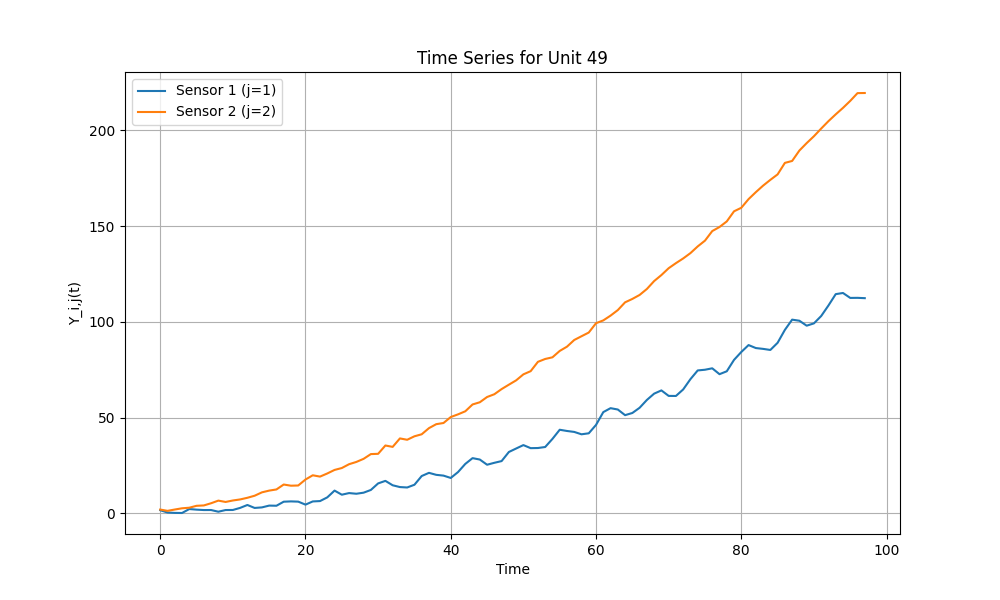 Time Series for Unit 49
Sensor 1 (j=1)
Sensor 2 (j=2)
Y_i,j(t)
200
150
100
50
0
0 20 40 60 80 100
Time